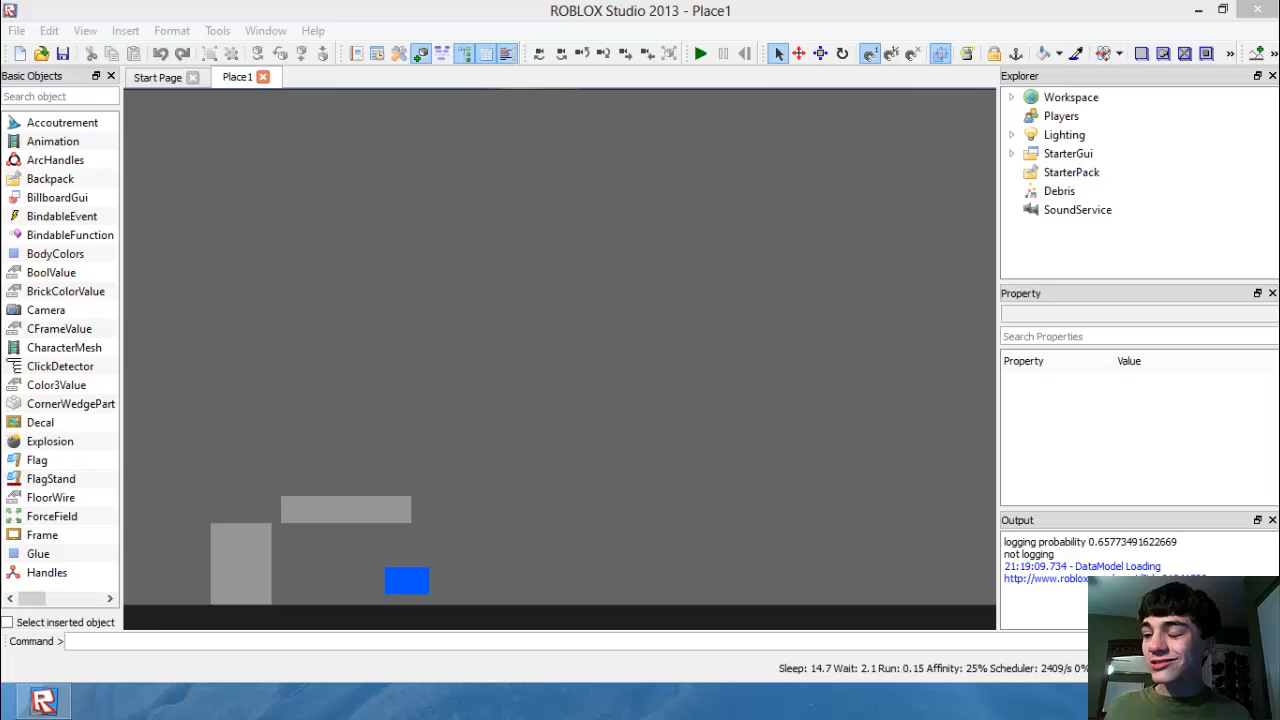 ROBLOX Studio 2013 - Place1
File Edit View Insert Format Tools Window Help
Basic Objects
Start Page
Place1
Explorer
Search object
Accoutrement
Animation
ArcHandles
Backpack
BillboardGui
BindableEvent
BindableFunction
BodyColors
BoolValue
BrickColorValue
Camera
CFrameValue
CharacterMesh
ClickDetector
Color3Value
CornerWedgePart
Decal
Explosion
Flag
FlagStand
FloorWire
ForceField
Frame
Glue
Handles
Select inserted object
Command >
Workspace
Players
Lighting
StarterGui
StarterPack
Debris
SoundService
Property
Search Properties
Property Value
Output
logging probability 0.65773491622669
not logging
21:19:09.734 - DataModel Loading
http://www.roblox
Sleep: 14.7 Wait: 2.1 Run: 0.15 Affinity: 25% Scheduler: 2409/s 0%